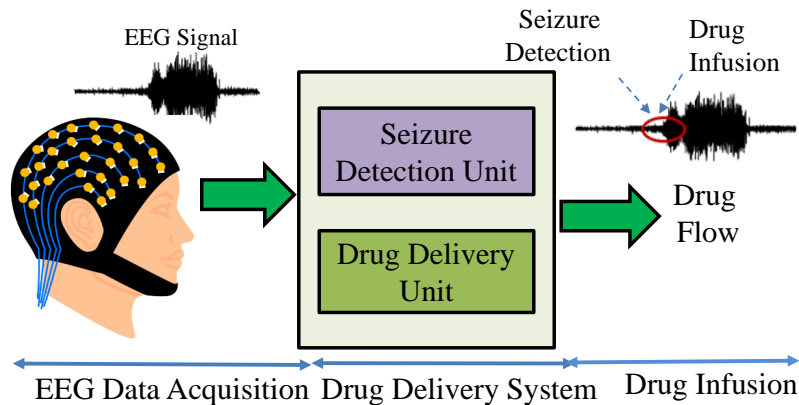 EEG Signal
Seizure
Detection
Drug
Infusion
Seizure
Detection Unit
Drug Delivery
Unit
Drug
Flow
EEG Data Acquisition
Drug Delivery System
Drug Infusion